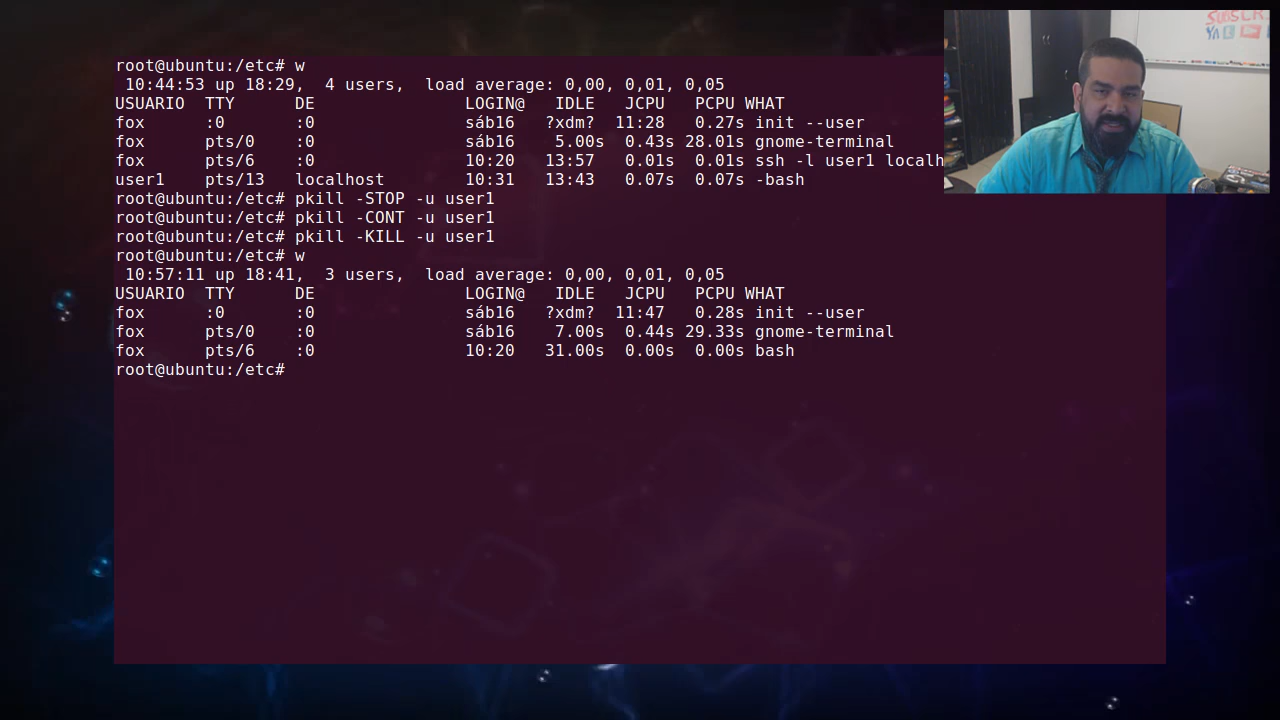 root@ubuntu:/etc# w
10:44:53 up 18:29,  4 users,  load average: 0,00, 0,01, 0,05
USUARIO  TTY      DE               LOGIN@   IDLE   JCPU   PCPU WHAT
fox      :0       :0               sáb16   ?xdm?  11:28   0.27s init --user
fox      pts/0    :0               sáb16    5.00s  0.43s 28.01s gnome-terminal
fox      pts/6    :0               10:20   13:57   0.01s  0.01s ssh -l user1 localh
user1    pts/13   localhost        10:31   13:43   0.07s  0.07s -bash
root@ubuntu:/etc# pkill -STOP -u user1
root@ubuntu:/etc# pkill -CONT -u user1
root@ubuntu:/etc# pkill -KILL -u user1
root@ubuntu:/etc# w
10:57:11 up 18:41,  3 users,  load average: 0,00, 0,01, 0,05
USUARIO  TTY      DE               LOGIN@   IDLE   JCPU   PCPU WHAT
fox      :0       :0               sáb16   ?xdm?  11:47   0.28s init --user
fox      pts/0    :0               sáb16    7.00s  0.44s 29.33s gnome-terminal
fox      pts/6    :0               10:20   31.00s  0.00s  0.00s bash
root@ubuntu:/etc#